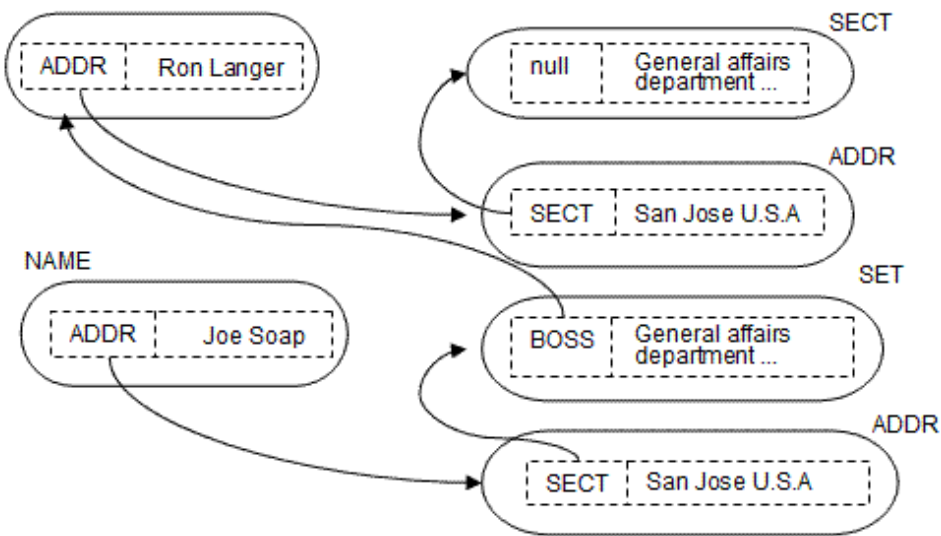 SECT
ADDR Ron Langer
null General affairs
department ...
ADDR
SECT San Jose U.S.A
NAME
SET
ADDR Joe Soap
BOSS General affairs
department ...
ADDR
SECT San Jose U.S.A